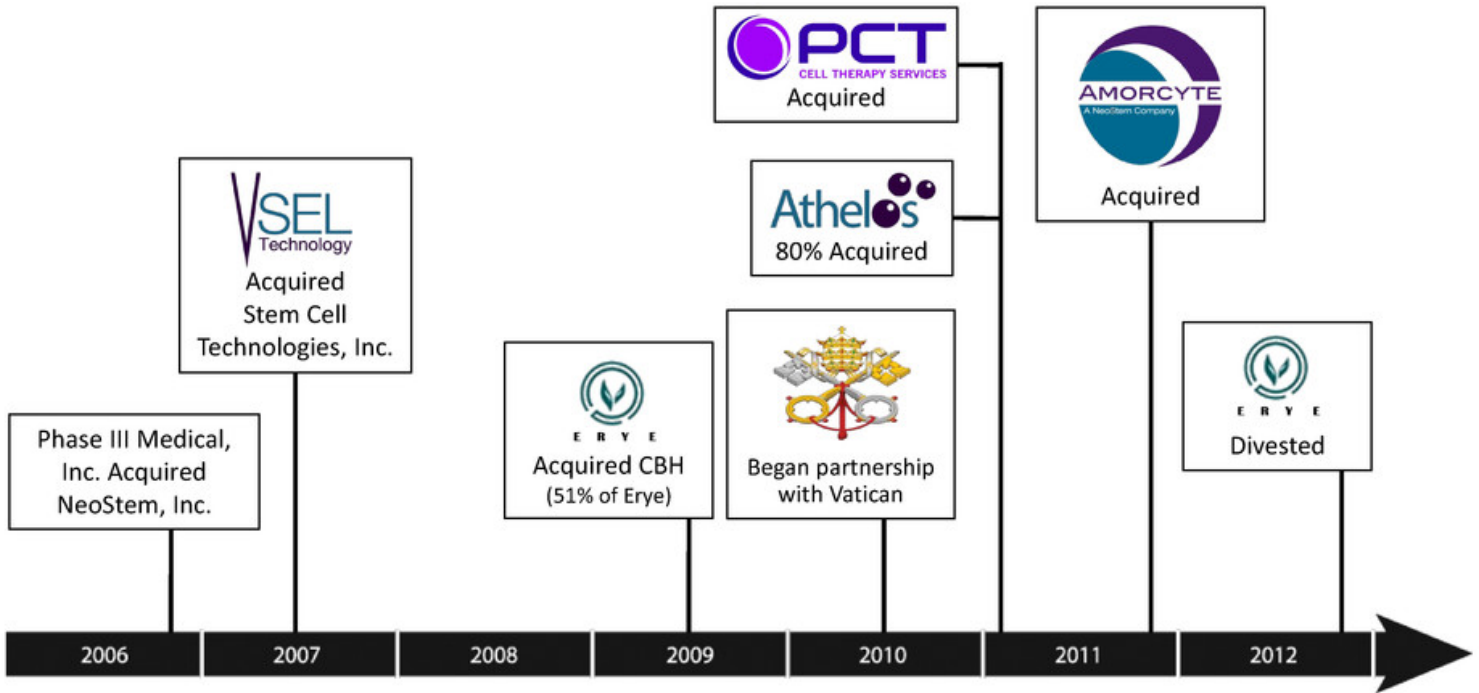 PCT
CELL THERAPY SERVICES
Acquired
AMORCYTE
A NeoStem Company
Acquired
VSEL
Technology
Acquired
Stem Cell
Technologies, Inc.
Athelos
80% Acquired
Phase III Medical,
Inc. Acquired
NeoStem, Inc.
ERYE
Acquired CBH
(51% of Erye)
Began partnership
with Vatican
ERYE
Divested
2006
2007
2008
2009
2010
2011
2012